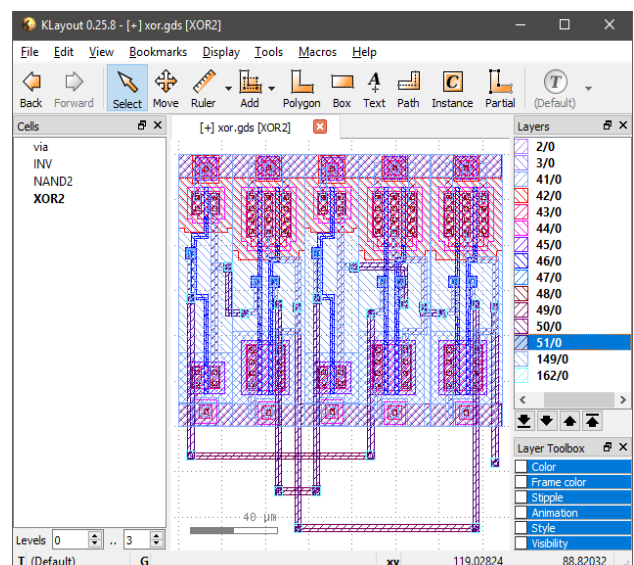 KLayout 0.25.8 - [+] xor.gds [XOR2]
File Edit View Bookmarks Display Tools Macros Help
Back Forward Select Move Ruler Add Polygon Box Text Path Instance Partial (Default)
Cells
[+] xor.gds [XOR2]
Layers
via
INV
NAND2
XOR2
2/0
3/0
41/0
42/0
43/0
44/0
45/0
46/0
47/0
48/0
49/0
50/0
51/0
149/0
162/0
Layer Toolbox
Color
Frame color
Stipple
Animation
Style
Visibility
40 µm
Levels 0 .. 3
T (Default) G xy 119.02824 88.82032